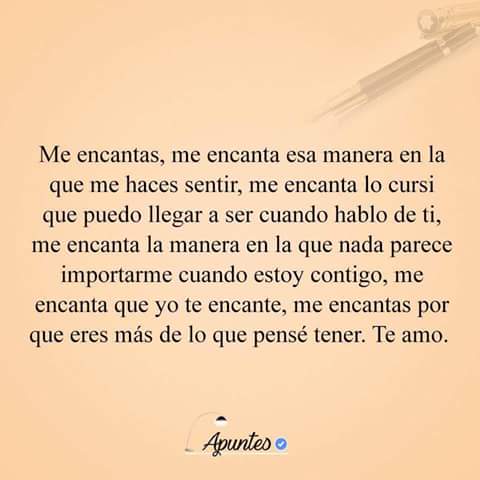 Me encantas, me encanta esa manera en la
que me haces sentir, me encanta lo cursi
que puedo llegar a ser cuando hablo de ti,
me encanta la manera en la que nada parece
importarme cuando estoy contigo, me
encanta que yo te encante, me encantas por
que eres más de lo que pensé tener. Te amo.
Apuntes